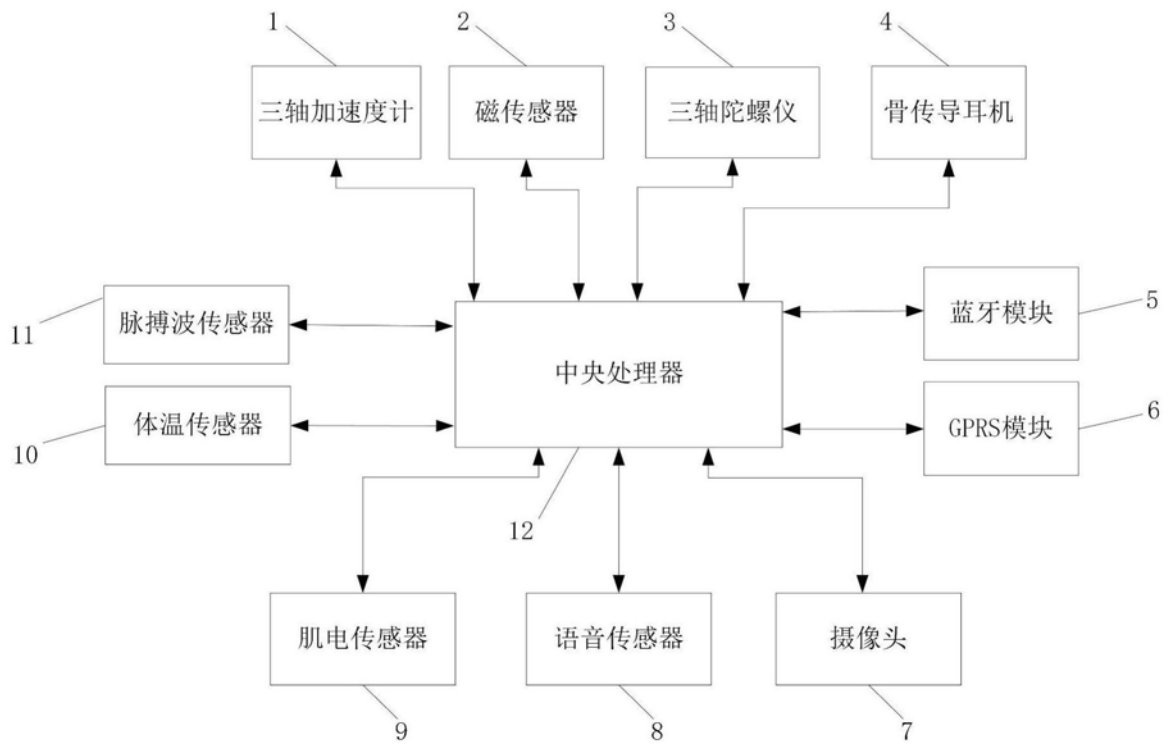 1
2
3
4
三轴加速度计
磁传感器
三轴陀螺仪
骨传导耳机
11
脉搏波传感器
中央处理器
蓝牙模块
5
10
体温传感器
GPRS模块
6
12
肌电传感器
语音传感器
摄像头
9
8
7